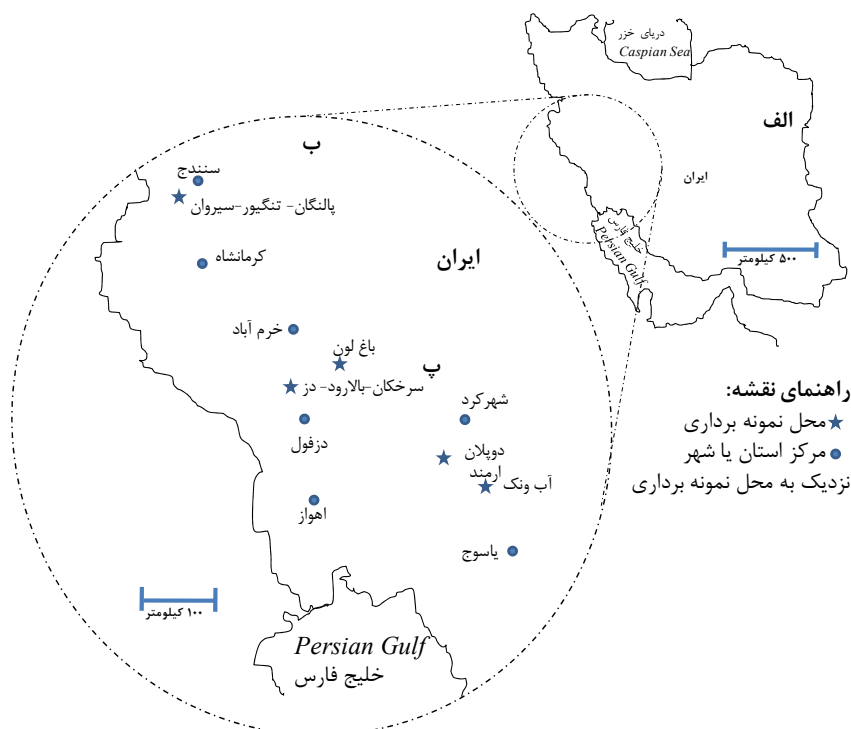 دریای خزر
Caspian Sea
الف
ایران
خلیج فارس
Persian Gulf
۵۰۰ کیلومتر
ب
سنندج
پالنگان- تنگیور-سیروان
کرمانشاه
ایران
خرم آباد
باغ لون
پ
سرخکان-بالارود- دز
شهرکرد
دزفول
دوپلان
ارمند
آب ونک
اهواز
یاسوج
۱۰۰ کیلومتر
Persian Gulf
خلیج فارس
راهنمای نقشه:
محل نمونه برداری
مرکز استان یا شهر
نزدیک به محل نمونه برداری